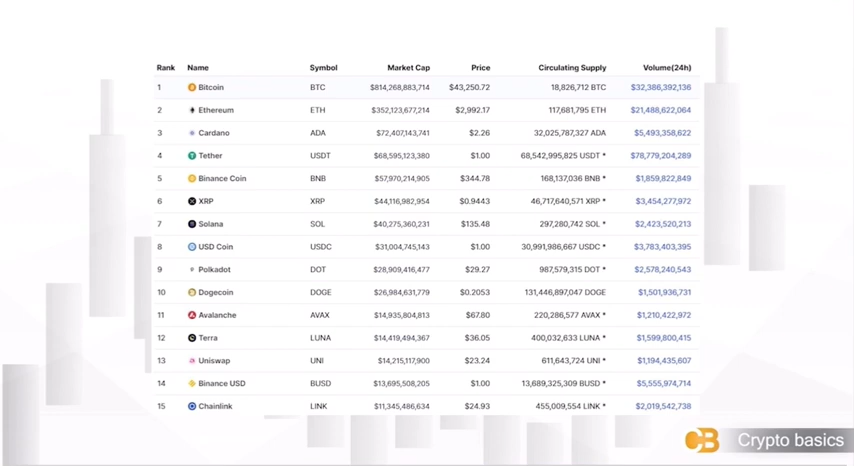 Rank Name Symbol Market Cap Price Circulating Supply Volume(24h)
1 Bitcoin BTC $814,268,883,714 $43,250.72 18,826,712 BTC $32,386,392,136
2 Ethereum ETH $352,123,677,214 $2,992.17 117,681,795 ETH $21,488,622,064
3 Cardano ADA $72,407,143,741 $2.26 32,025,787,327 ADA $5,493,358,622
4 Tether USDT $68,595,123,380 $1.00 68,542,995,825 USDT * $78,779,204,289
5 Binance Coin BNB $57,970,214,905 $344.78 168,137,036 BNB * $1,859,822,849
6 XRP XRP $44,116,982,954 $0.9443 46,717,640,571 XRP * $3,454,277,972
7 Solana SOL $40,275,360,231 $135.48 297,280,742 SOL * $2,423,520,213
8 USD Coin USDC $31,004,745,143 $1.00 30,991,986,667 USDC * $3,783,403,395
9 Polkadot DOT $28,909,416,477 $29.27 987,579,315 DOT * $2,578,240,543
10 Dogecoin DOGE $26,984,631,779 $0.2053 131,446,897,047 DOGE $1,501,936,731
11 Avalanche AVAX $14,935,804,813 $67.80 220,286,577 AVAX * $1,210,422,972
12 Terra LUNA $14,419,494,367 $36.05 400,032,633 LUNA * $1,599,800,415
13 Uniswap UNI $14,215,117,900 $23.24 611,643,724 UNI * $1,194,435,607
14 Binance USD BUSD $13,695,508,205 $1.00 13,689,325,309 BUSD * $5,555,974,714
15 Chainlink LINK $11,345,486,634 $24.93 455,009,554 LINK * $2,019,542,738
CB Crypto basics